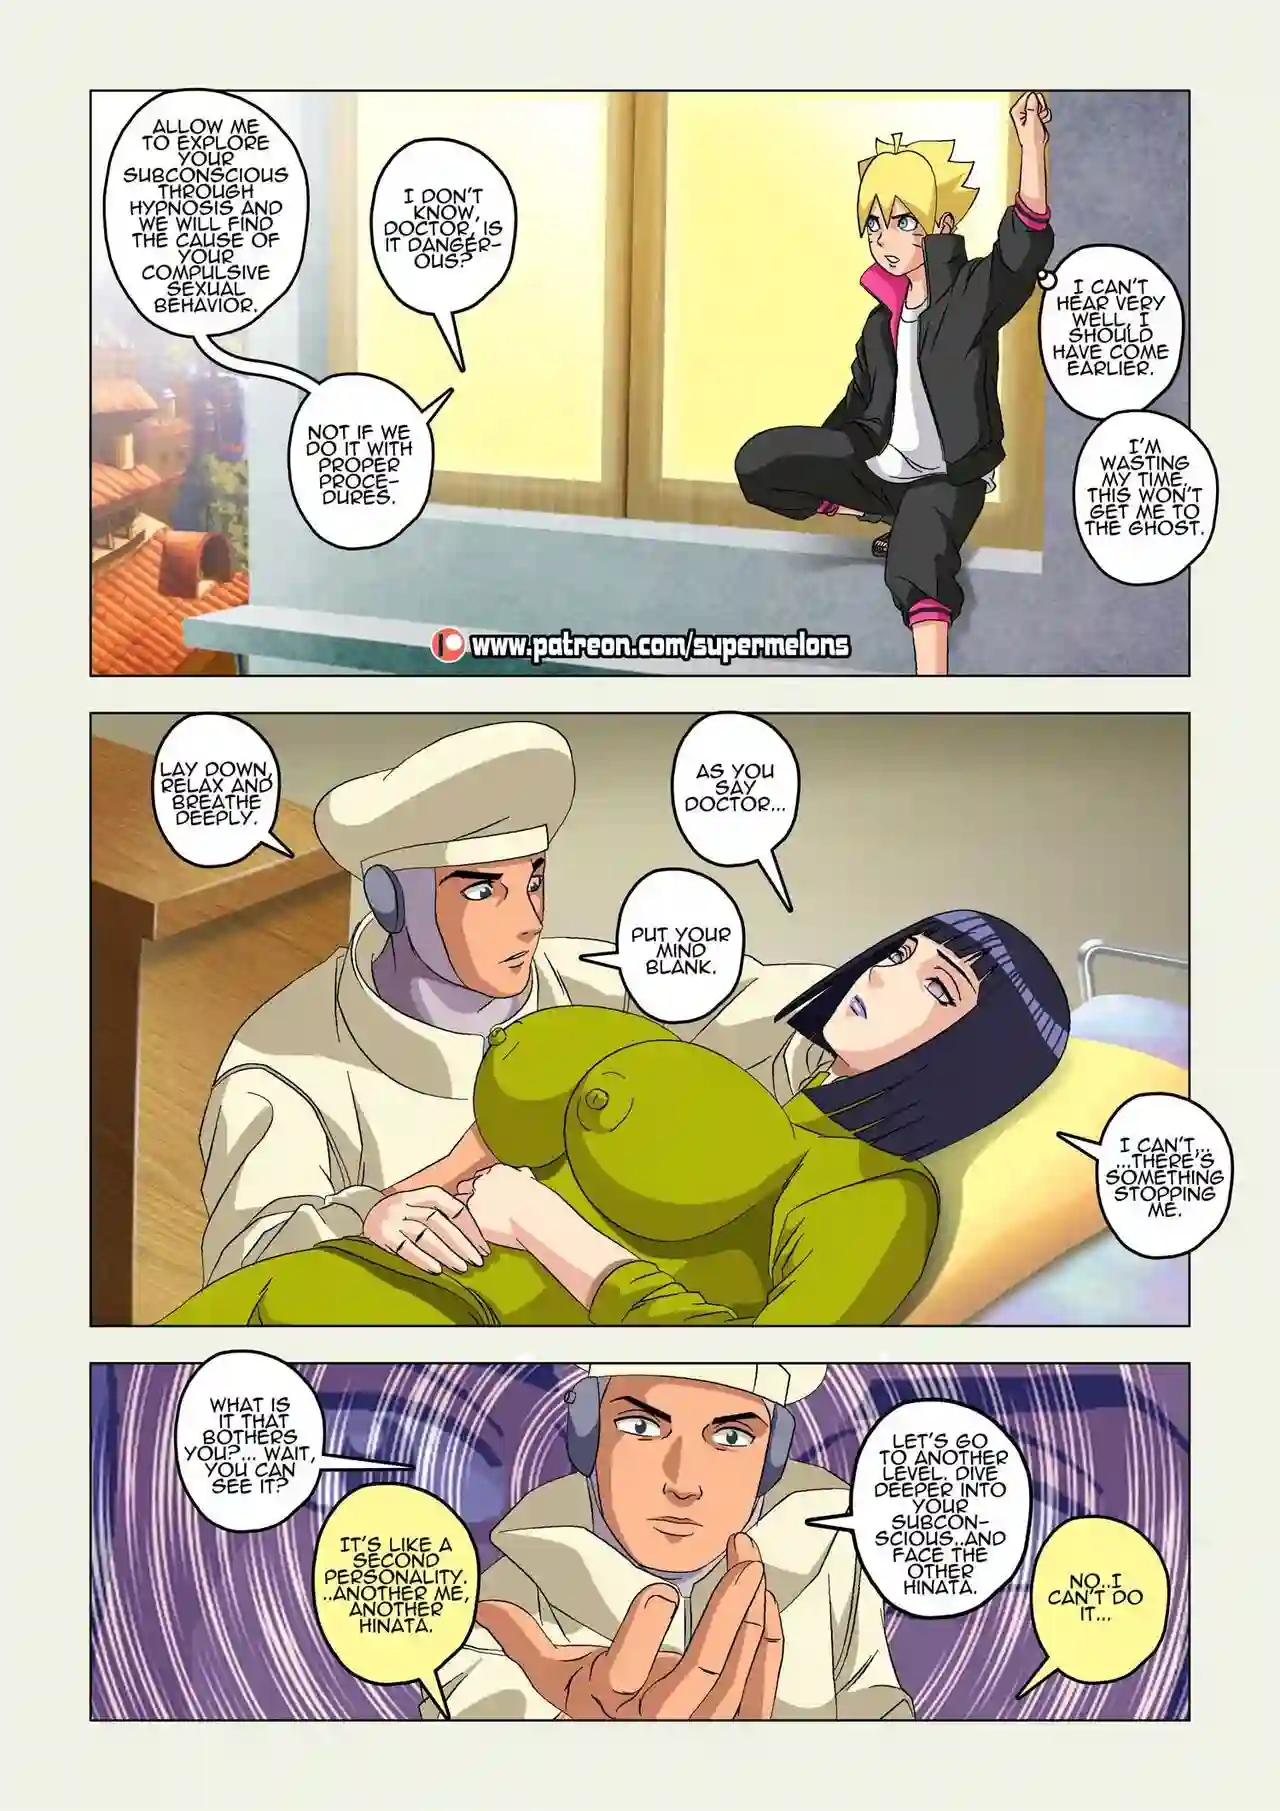 ALLOW ME
TO EXPLORE
YOUR
SUBCONSCIOUS
THROUGH
HYPNOSIS AND
WE WILL FIND
THE CAUSE OF
YOUR
COMPULSIVE
SEXUAL
BEHAVIOR.
I DON'T
KNOW,
DOCTOR, IS
IT DANGER-
OUS?
NOT IF WE
DO IT WITH
PROPER
PROCE-
DURES.
I CAN'T
HEAR VERY
WELL, I
SHOULD
HAVE COME
EARLIER.
I'M
WASTING
MY TIME,
THIS WON'T
GET ME TO
THE GHOST.
www.patreon.com/supermelons
LAY DOWN,
RELAX AND
BREATHE
DEEPLY.
AS YOU
SAY
DOCTOR...
PUT YOUR
MIND
BLANK.
I CAN'T...
...THERE'S
SOMETHING
STOPPING
ME.
WHAT IS
IT THAT
BOTHERS
YOU?... WAIT,
YOU CAN
SEE IT?
IT'S LIKE A
SECOND
PERSONALITY.
..ANOTHER ME,
ANOTHER
HINATA.
LET'S GO
TO ANOTHER
LEVEL. DIVE
DEEPER INTO
YOUR
SUBCON-
SCIOUS..AND
FACE THE
OTHER
HINATA.
NO..I
CAN'T DO
IT...